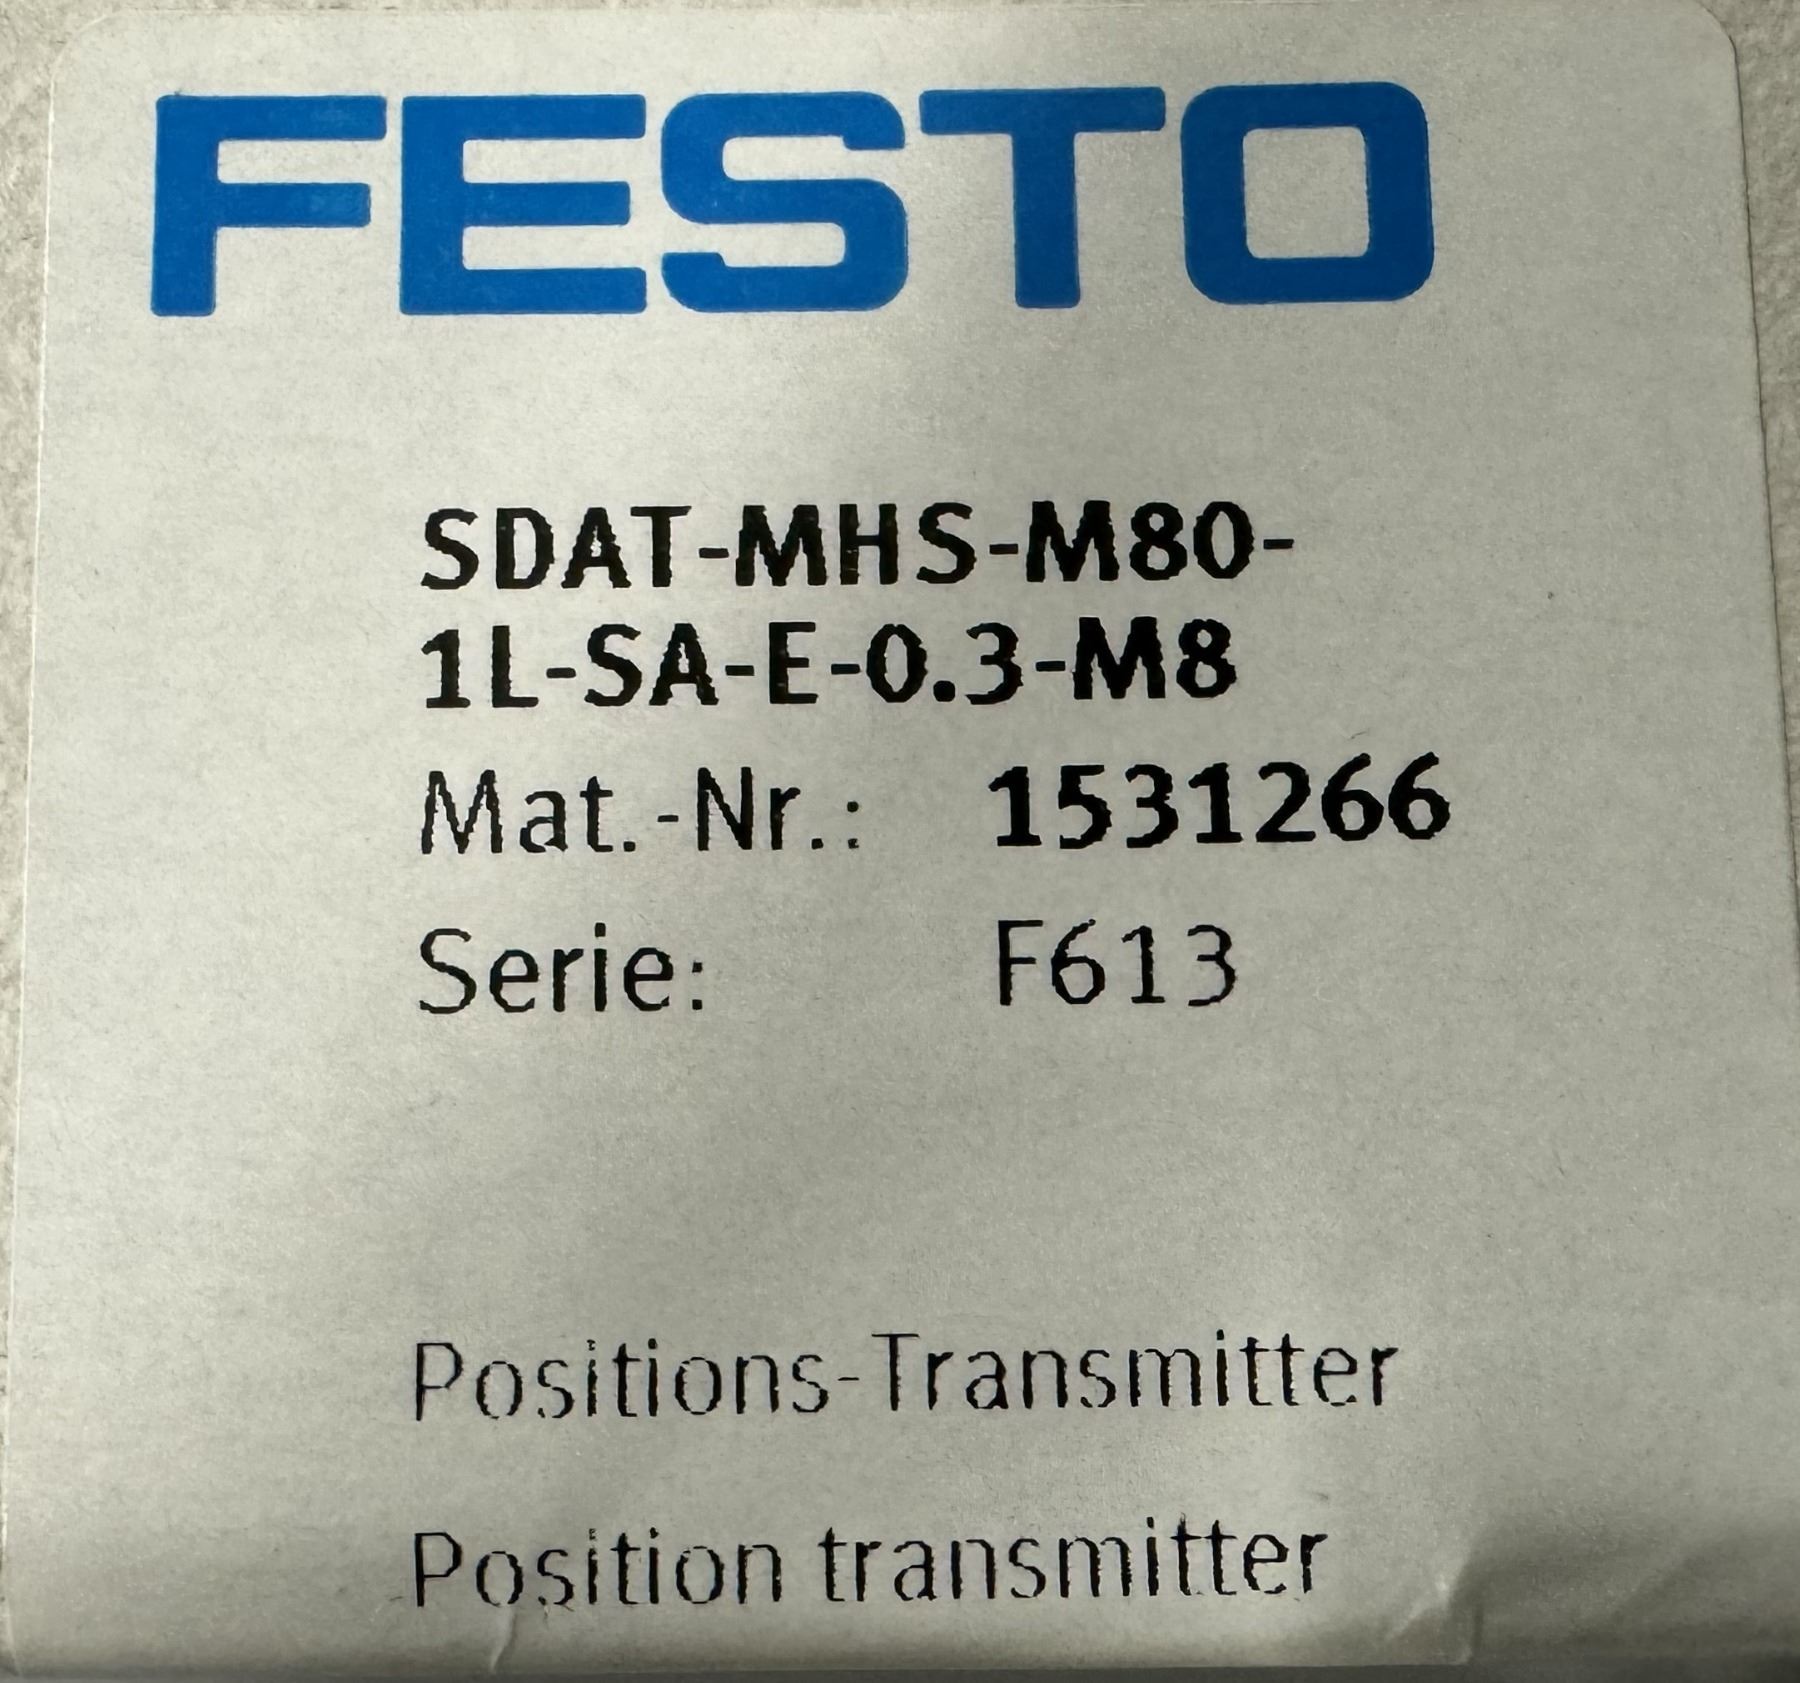 FESTO
SDAT-MHS-M80-
1L-SA-E-0.3-M8
Mat.-Nr.: 1531266
Serie: F613
Positions-Transmitter
Position transmitter